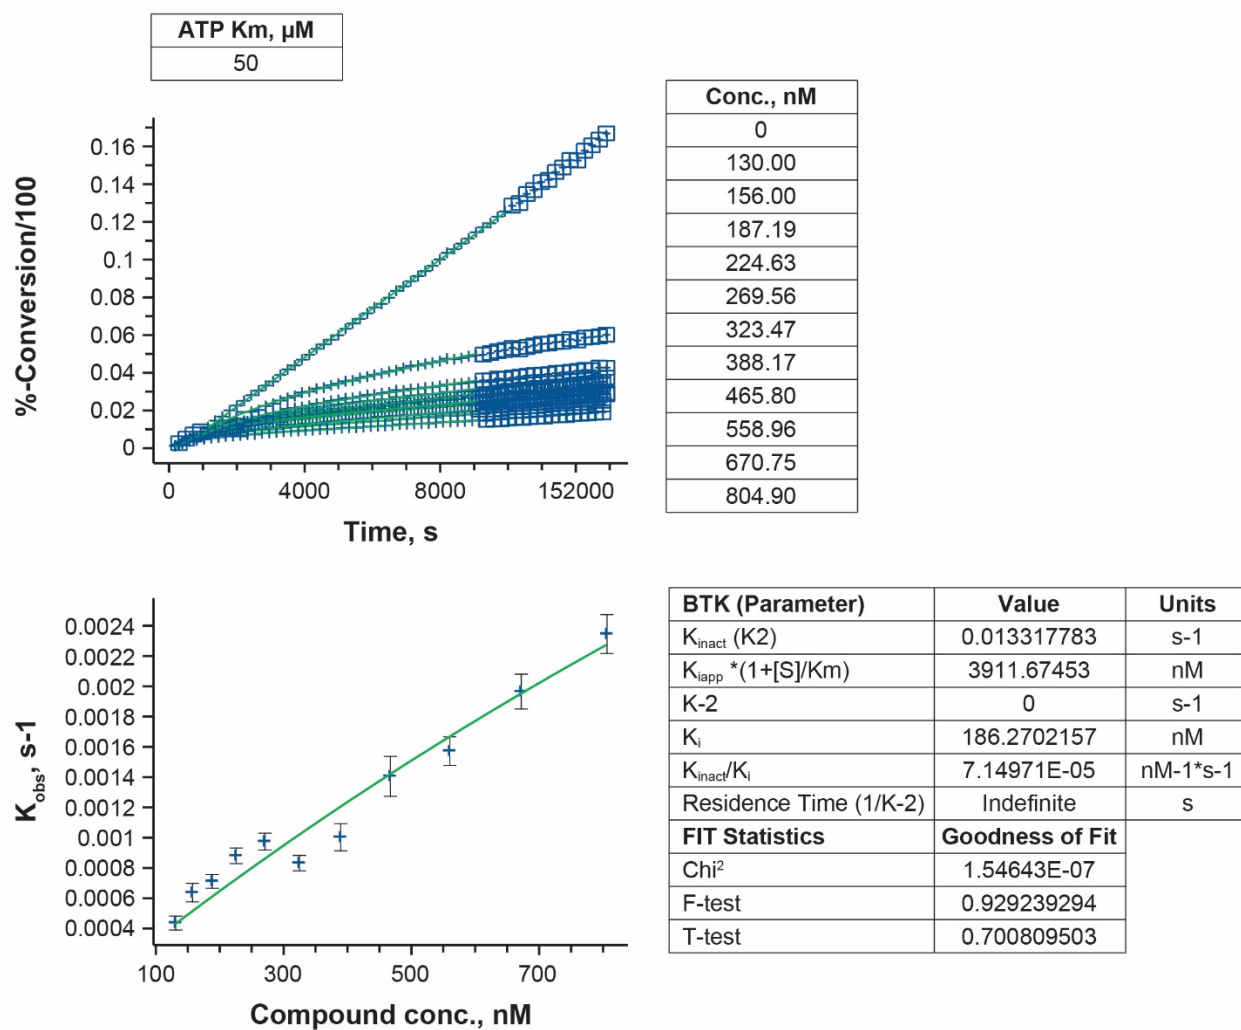 ATP Km, µM
50
%-Conversion/100
0.16
0.14
0.12
0.1
0.08
0.06
0.04
0.02
0
0 4000 8000 152000
Time, s
Conc., nM
0
130.00
156.00
187.19
224.63
269.56
323.47
388.17
465.80
558.96
670.75
804.90
K_obs, s-1
0.0024
0.0022
0.002
0.0018
0.0016
0.0014
0.0012
0.001
0.0008
0.0006
0.0004
100 300 500 700
Compound conc., nM
BTK (Parameter) Value Units
K_inact (K2) 0.013317783 s-1
K_iapp *(1+[S]/Km) 3911.67453 nM
K-2 0 s-1
K_i 186.2702157 nM
K_inact/K_i 7.14971E-05 nM-1*s-1
Residence Time (1/K-2) Indefinite s
FIT Statistics Goodness of Fit
Chi² 1.54643E-07
F-test 0.929239294
T-test 0.700809503